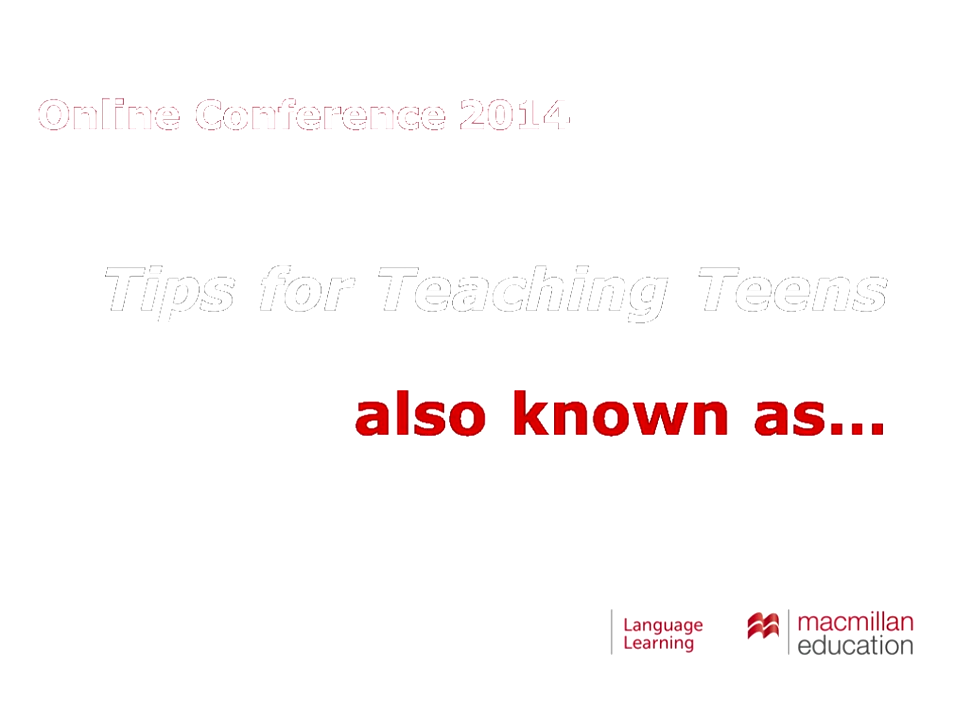 Online Conference 2014
Tips for Teaching Teens
also known as...
Language
Learning
macmillan
education